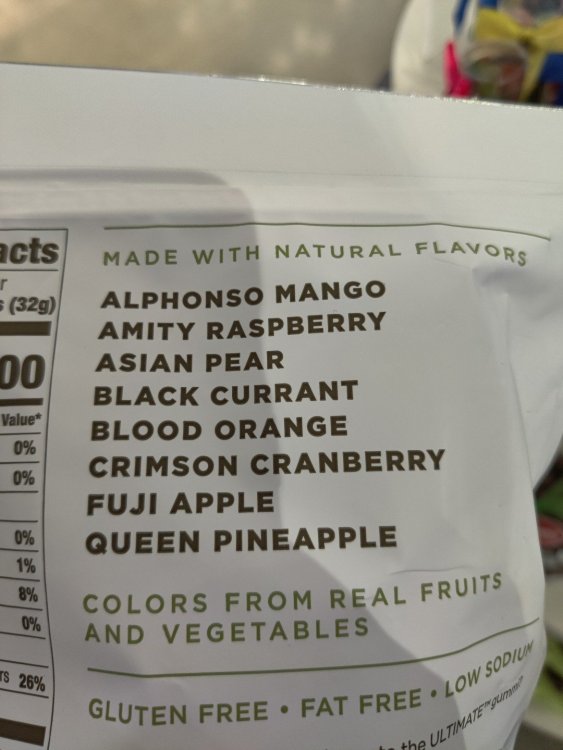 acts
r
s (32g)
00
Value*
0%
0%
0%
1%
8%
0%
rs 26%
MADE WITH NATURAL FLAVORS
ALPHONSO MANGO
AMITY RASPBERRY
ASIAN PEAR
BLACK CURRANT
BLOOD ORANGE
CRIMSON CRANBERRY
FUJI APPLE
QUEEN PINEAPPLE
COLORS FROM REAL FRUITS
AND VEGETABLES
GLUTEN FREE • FAT FREE • LOW SODIUM
the ULTIMATE™ gummi?